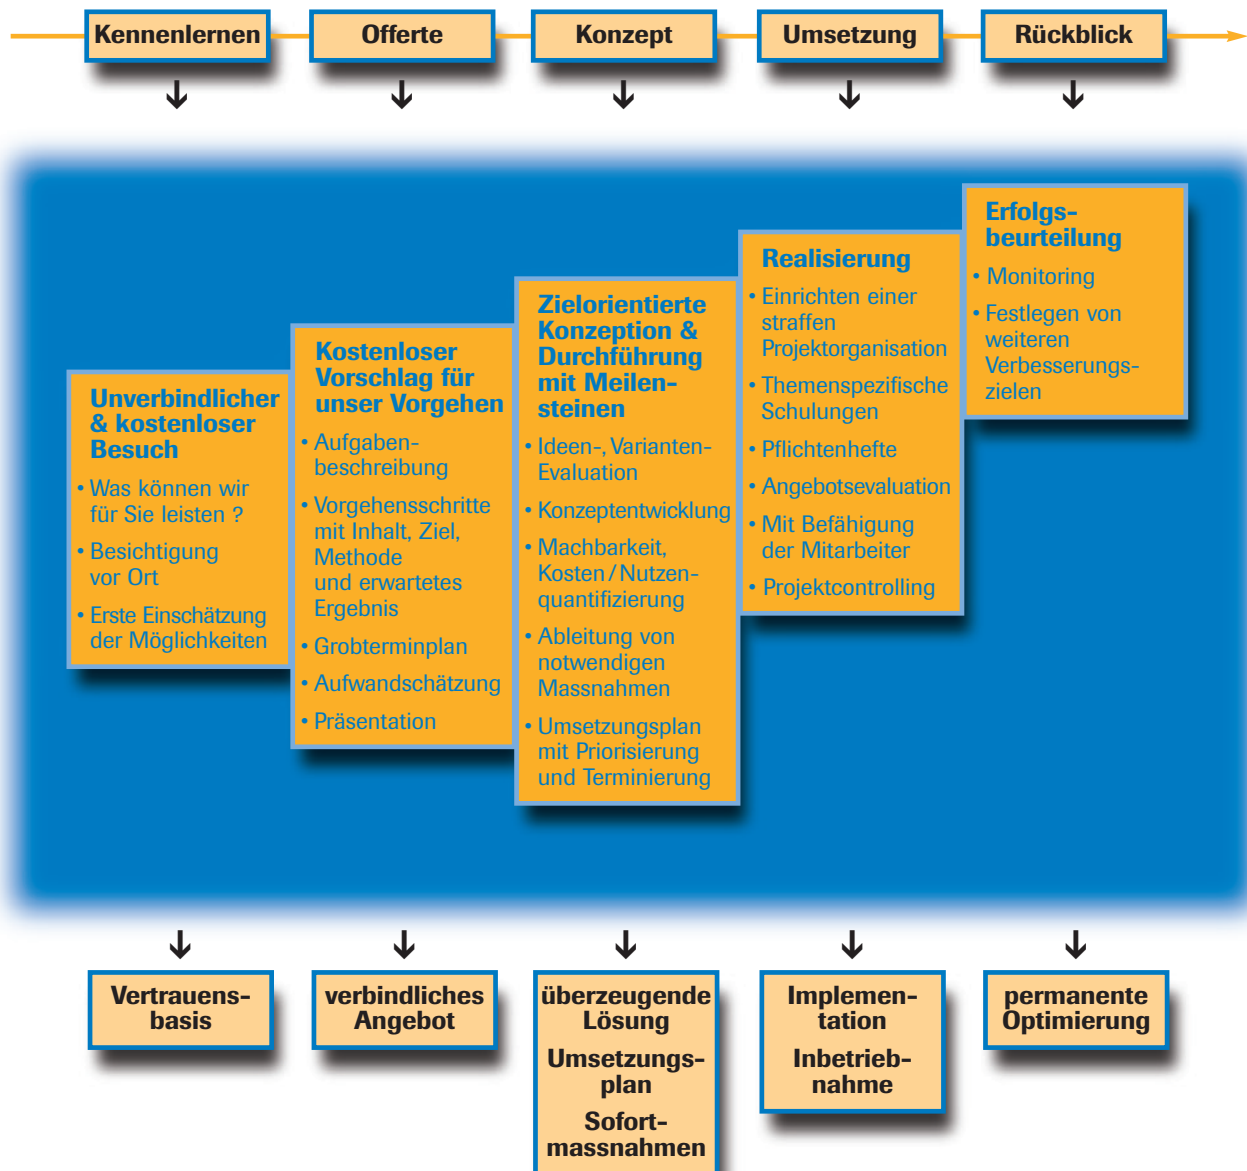 Kennenlernen
Offerte
Konzept
Umsetzung
Rückblick
Unverbindlicher
& kostenloser
Besuch
• Was können wir
für Sie leisten ?
• Besichtigung
vor Ort
• Erste Einschätzung
der Möglichkeiten
Kostenloser
Vorschlag für
unser Vorgehen
• Aufgaben-
beschreibung
• Vorgehensschritte
mit Inhalt, Ziel,
Methode
und erwartetes
Ergebnis
• Grobterminplan
• Aufwandschätzung
• Präsentation
Zielorientierte
Konzeption &
Durchführung
mit Meilen-
steinen
• Ideen-, Varianten-
Evaluation
• Konzeptentwicklung
• Machbarkeit,
Kosten / Nutzen-
quantifizierung
• Ableitung von
notwendigen
Massnahmen
• Umsetzungsplan
mit Priorisierung
und Terminierung
Realisierung
• Einrichten einer
straffen
Projektorganisation
• Themenspezifische
Schulungen
• Pflichtenhefte
• Angebotsevaluation
• Mit Befähigung
der Mitarbeiter
• Projektcontrolling
Erfolgs-
beurteilung
• Monitoring
• Festlegen von
weiteren
Verbesserungs-
zielen
Vertrauens-
basis
verbindliches
Angebot
überzeugende
Lösung
Umsetzungs-
plan
Sofort-
massnahmen
Implemen-
tation
Inbetrieb-
nahme
permanente
Optimierung